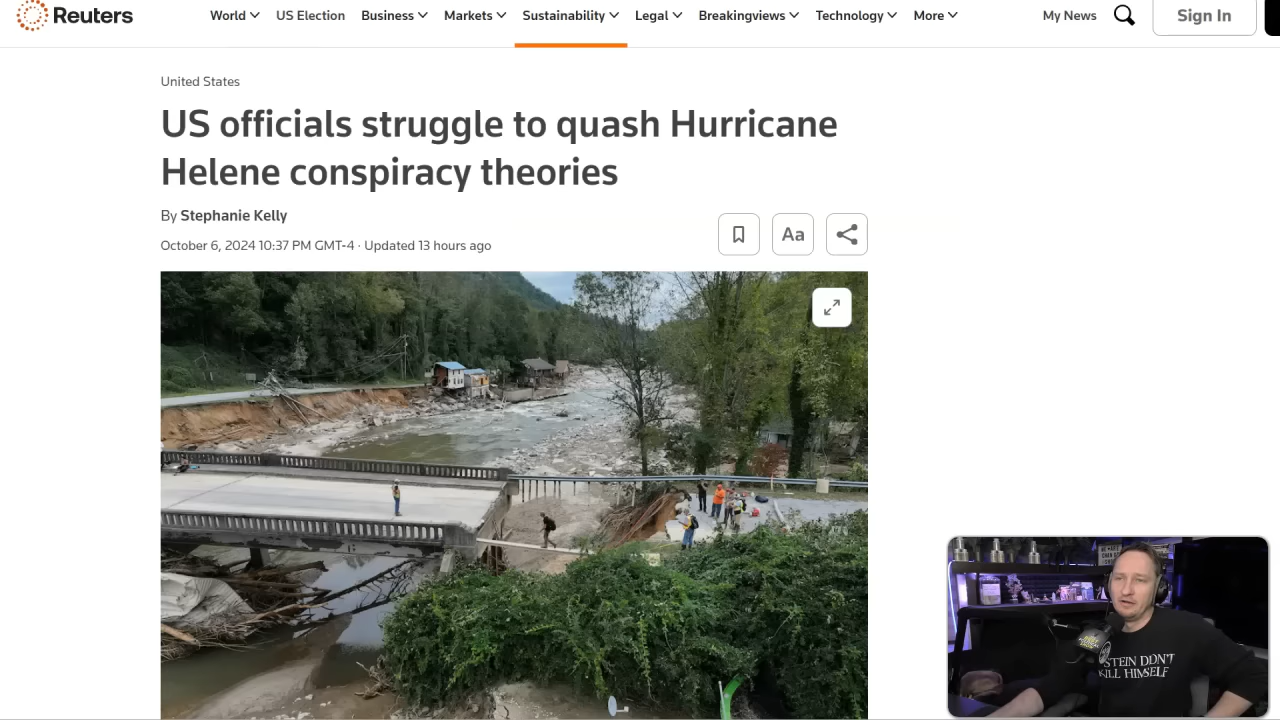 Reuters
World
US Election
Business
Markets
Sustainability
Legal
Breakingviews
Technology
More
My News
Sign In
United States
US officials struggle to quash Hurricane
Helene conspiracy theories
By Stephanie Kelly
October 6, 2024 10:37 PM GMT-4 · Updated 13 hours ago
Aa
STEIN DDN'T
KILL HIMSELF